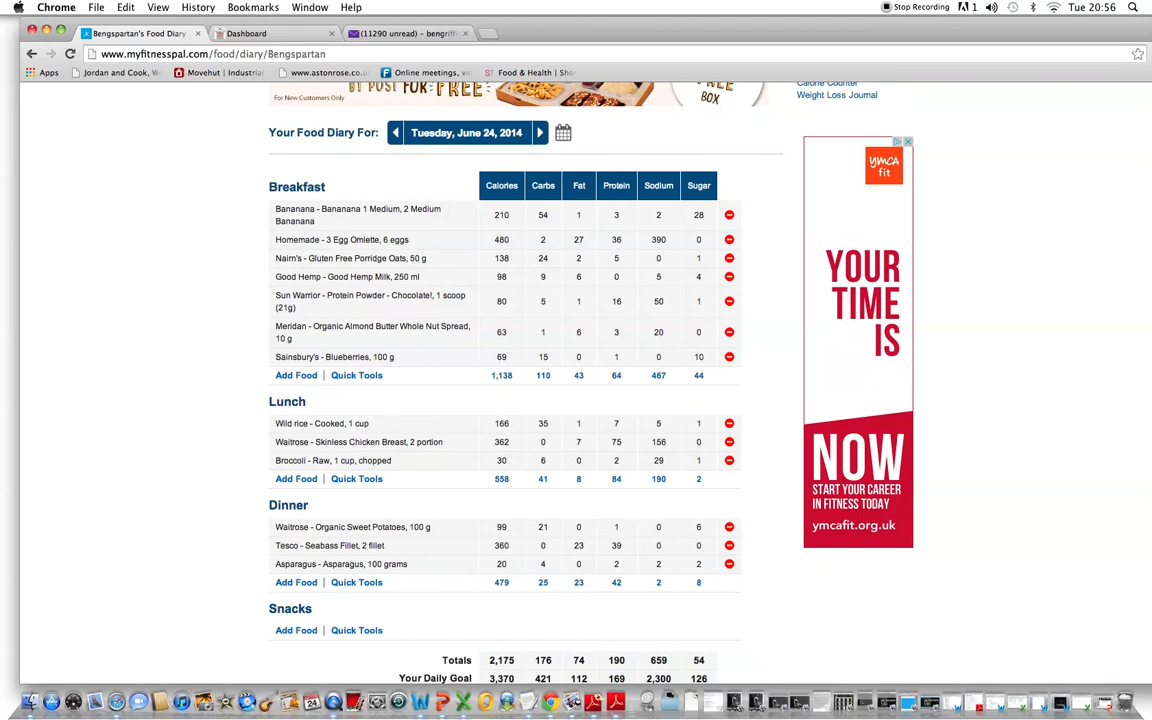 Chrome File Edit View History Bookmarks Window Help Stop Recording 1 Tue 20:56
Bengspartan's Food Diary Dashboard (11290 unread) - bengriff
www.myfitnesspal.com/food/diary/Bengspartan
Apps Jordan and Cook, W Movehut | Industrial www.astonrose.co.u Online meetings, vi Food & Health | Sho
BY POST FOR FREE
For New Customers Only
BOX
Calorie Counter
Weight Loss Journal
Your Food Diary For: Tuesday, June 24, 2014
Breakfast Calories Carbs Fat Protein Sodium Sugar
Bananana - Bananana 1 Medium, 2 Medium
Bananana 210 54 1 3 2 28
Homemade - 3 Egg Omlette, 6 eggs 480 2 27 36 390 0
Nairn's - Gluten Free Porridge Oats, 50 g 138 24 2 5 0 1
Good Hemp - Good Hemp Milk, 250 ml 98 9 6 0 5 4
Sun Warrior - Protein Powder - Chocolate!, 1 scoop
(21g) 80 5 1 16 50 1
Meridan - Organic Almond Butter Whole Nut Spread,
10 g 63 1 6 3 20 0
Sainsbury's - Blueberries, 100 g 69 15 0 1 0 10
Add Food | Quick Tools 1,138 110 43 64 467 44
Lunch
Wild rice - Cooked, 1 cup 166 35 1 7 5 1
Waitrose - Skinless Chicken Breast, 2 portion 362 0 7 75 156 0
Broccoli - Raw, 1 cup, chopped 30 6 0 2 29 1
Add Food | Quick Tools 558 41 8 84 190 2
Dinner
Waitrose - Organic Sweet Potatoes, 100 g 99 21 0 1 0 6
Tesco - Seabass Fillet, 2 fillet 360 0 23 39 0 0
Asparagus - Asparagus, 100 grams 20 4 0 2 2 2
Add Food | Quick Tools 479 25 23 42 2 8
Snacks
Add Food | Quick Tools
Totals 2,175 176 74 190 659 54
Your Daily Goal 3,370 421 112 169 2,300 126
ymca
fit
YOUR
TIME
IS
NOW
START YOUR CAREER
IN FITNESS TODAY
ymcafit.org.uk